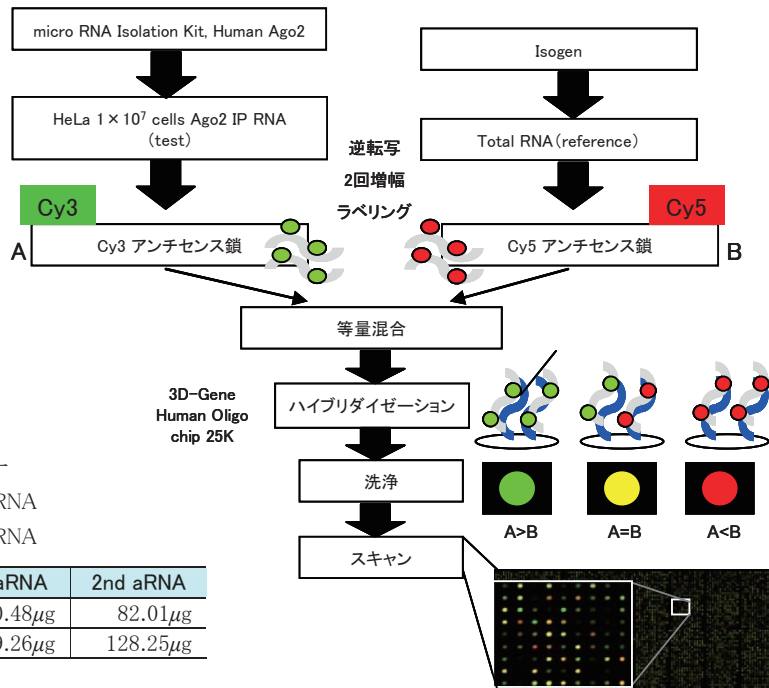 micro RNA Isolation Kit, Human Ago2
Isogen
HeLa 1×10⁷ cells Ago2 IP RNA
(test)
Total RNA(reference)
逆転写
2回増幅
ラベリング
Cy3
Cy5
A
Cy3 アンチセンス鎖
Cy5 アンチセンス鎖
B
等量混合
3D-Gene
Human Oligo
chip 25K
ハイブリダイゼーション
洗浄
A>B
A=B
A<B
スキャン
RNA
RNA
aRNA
2nd aRNA
.48μg
82.01μg
.26μg
128.25μg